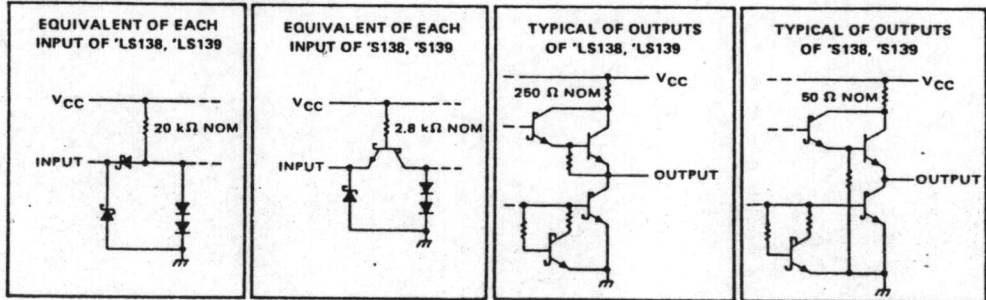 EQUIVALENT OF EACH
INPUT OF 'LS138, 'LS139
VCC
20 kΩ NOM
INPUT
EQUIVALENT OF EACH
INPUT OF 'S138, 'S139
VCC
2.8 kΩ NOM
INPUT
TYPICAL OF OUTPUTS
OF 'LS138, 'LS139
VCC
250 Ω NOM
OUTPUT
TYPICAL OF OUTPUTS
OF 'S138, 'S139
VCC
50 Ω NOM
OUTPUT